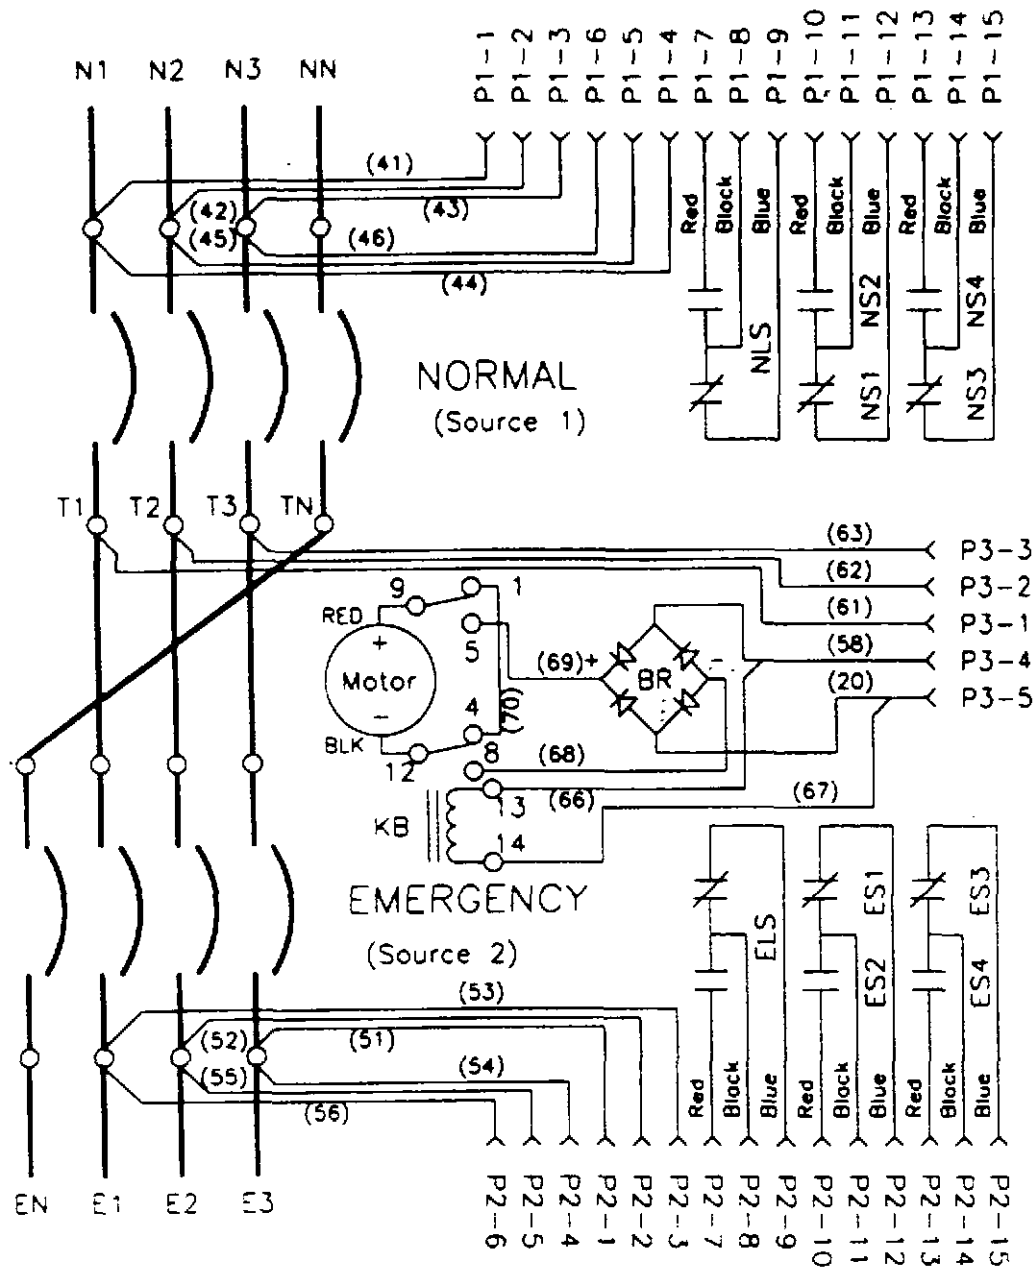 N1 N2 N3 NN
P1-1
P1-2
P1-3
P1-6
P1-5
P1-4
P1-7
P1-8
P1-9
P1-10
P1-11
P1-12
P1-13
P1-14
P1-15
(41)
(42) (43)
(45) (46)
(44)
Red
Black
Blue
Red
Black
Blue
Red
Black
Blue
NLS
NS1 NS2
NS3 NS4
NORMAL
(Source 1)
T1 T2 T3 TN
(63) P3-3
(62) P3-2
(61) P3-1
(58) P3-4
(20) P3-5
9 1
RED
+
5
Motor
(69)+ BR -
4
(70)
−
BLK
12
8
(68)
13
(66) (67)
KB
14
EMERGENCY
(Source 2)
ELS
ES1
ES2
ES3
ES4
(53)
(52) (51)
(55) (54)
(56)
Red
Black
Blue
Red
Black
Blue
Red
Black
Blue
EN E1 E2 E3
P2-6
P2-5
P2-4
P2-1
P2-2
P2-3
P2-7
P2-8
P2-9
P2-10
P2-11
P2-12
P2-13
P2-14
P2-15